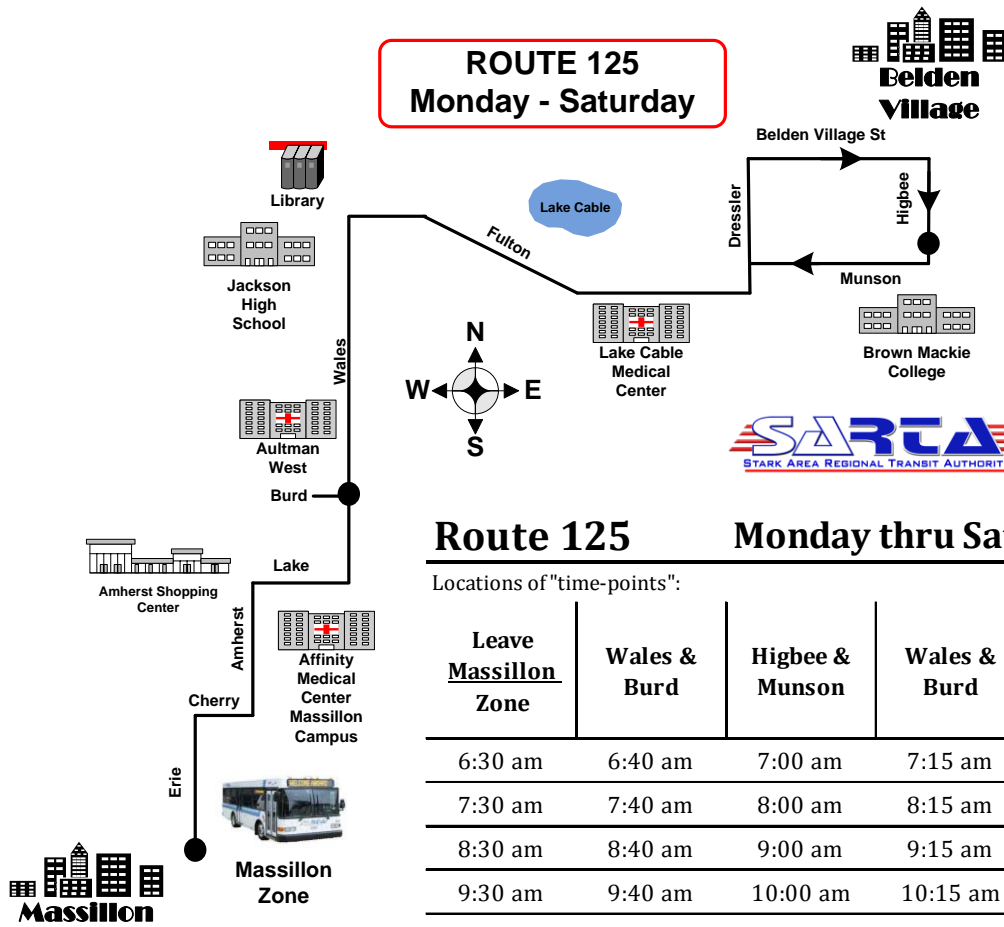 ROUTE 125
Monday - Saturday
Belden
Village
Belden Village St
Library
Lake Cable
Dressler
Higbee
Fulton
Munson
Jackson
High
School
Wales
N
W
E
S
Lake Cable
Medical
Center
Brown Mackie
College
Aultman
West
SARTA
STARK AREA REGIONAL TRANSIT AUTHORIT
Burd
Amherst Shopping
Center
Lake
Amherst
Affinity
Medical
Center
Massillon
Campus
Cherry
Erie
Massillon
Zone
Massillon
Route 125 Monday thru Sat
Locations of "time-points":
Leave
Massillon
Zone
Wales &
Burd
Higbee &
Munson
Wales &
Burd
6:30 am 6:40 am 7:00 am 7:15 am
7:30 am 7:40 am 8:00 am 8:15 am
8:30 am 8:40 am 9:00 am 9:15 am
9:30 am 9:40 am 10:00 am 10:15 am